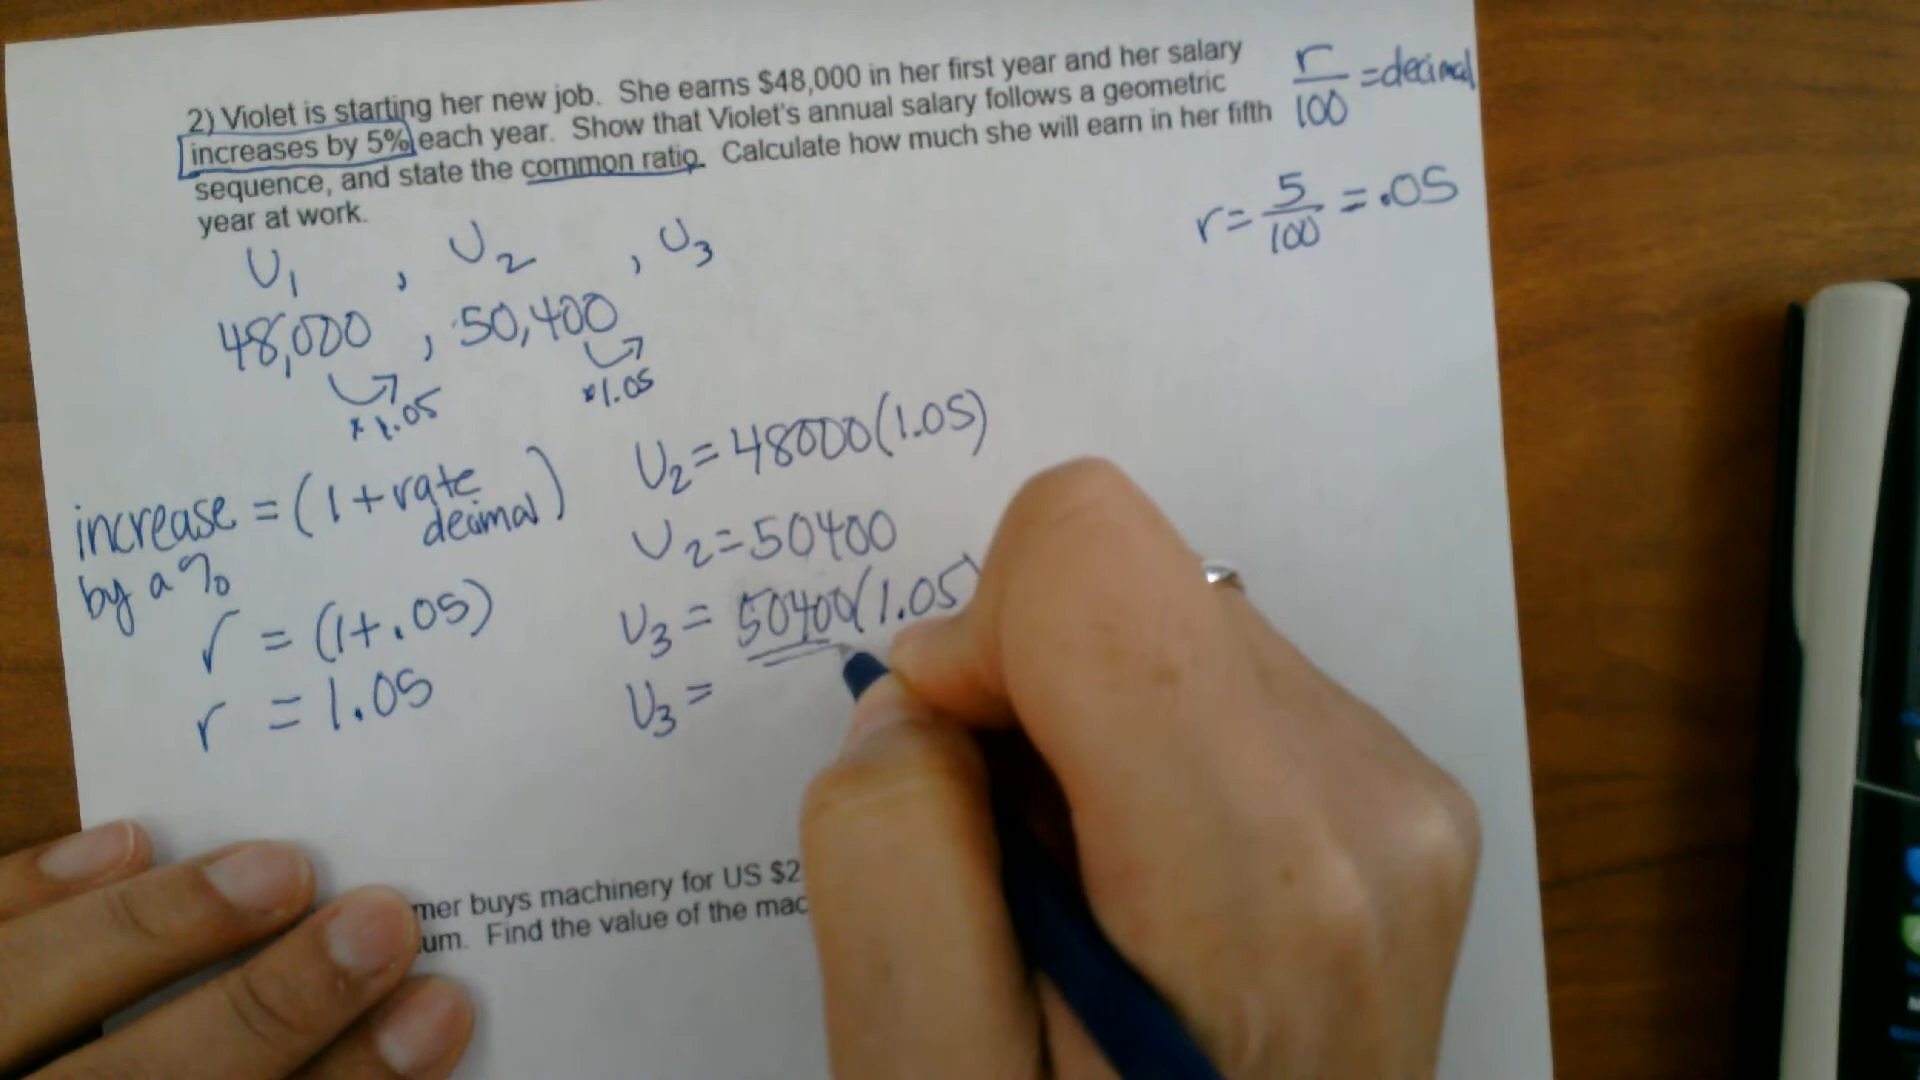 2) Violet is starting her new job. She earns $48,000 in her first year and her salary
increases by 5% each year. Show that Violet's annual salary follows a geometric
sequence, and state the common ratio. Calculate how much she will earn in her fifth
year at work.
r/100 = decimal
r = 5/100 = .05
U1 , U2 , U3
48,000 , 50,400
×1.05 ×1.05
increase = (1 + rate decimal)
by a %
r = (1+.05)
r = 1.05
U2 = 48000(1.05)
U2 = 50400
U3 = 50400(1.05)
U3 =
mer buys machinery for US $2
um. Find the value of the mac